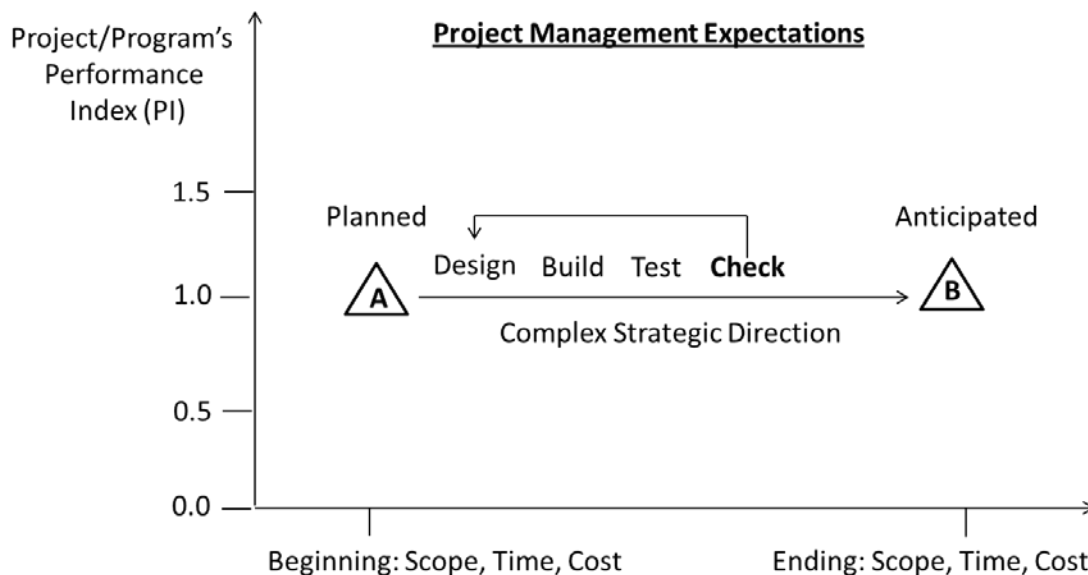 Project/Program's
Performance
Index (PI)
Project Management Expectations
1.5
Planned
Anticipated
Design Build Test Check
A
B
1.0
Complex Strategic Direction
0.5
0.0
Beginning: Scope, Time, Cost
Ending: Scope, Time, Cost